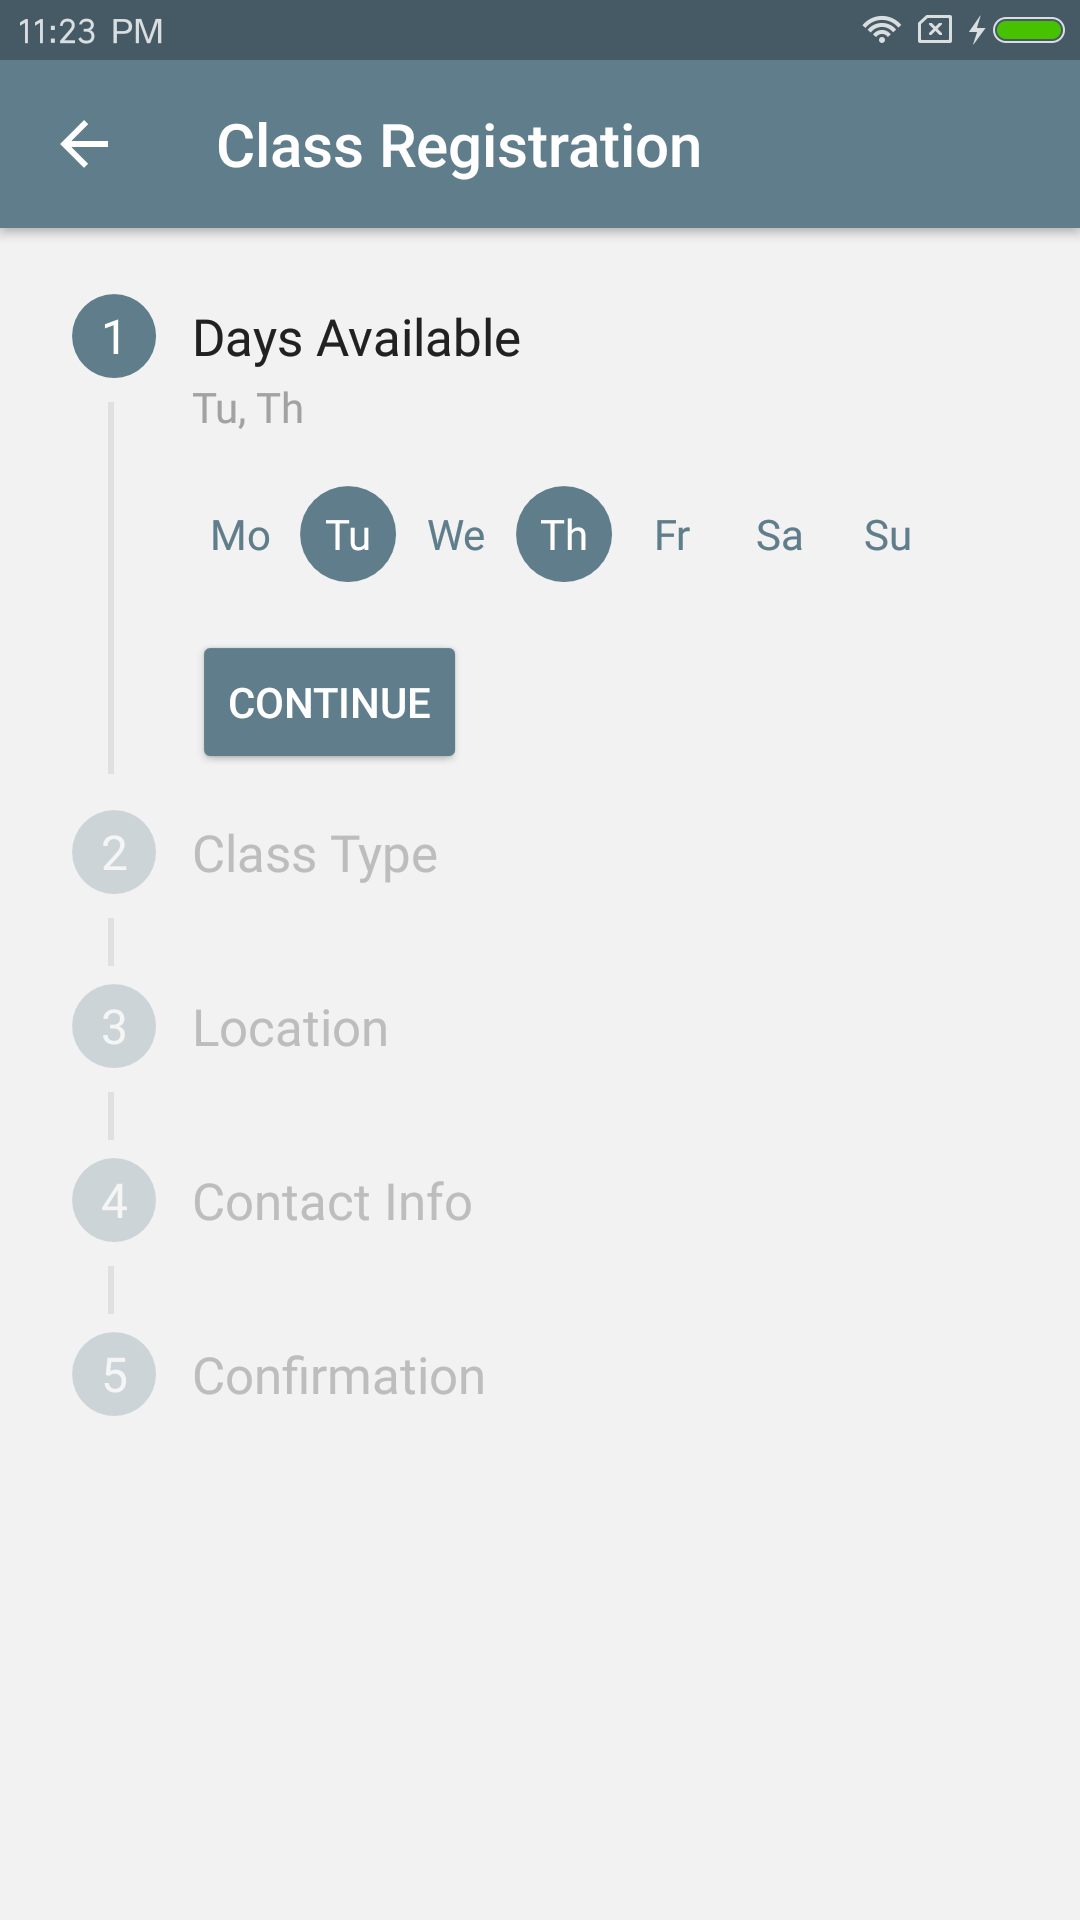 11:23 PM
Class Registration
1 Days Available
Tu, Th
Mo Tu We Th Fr Sa Su
CONTINUE
2 Class Type
3 Location
4 Contact Info
5 Confirmation